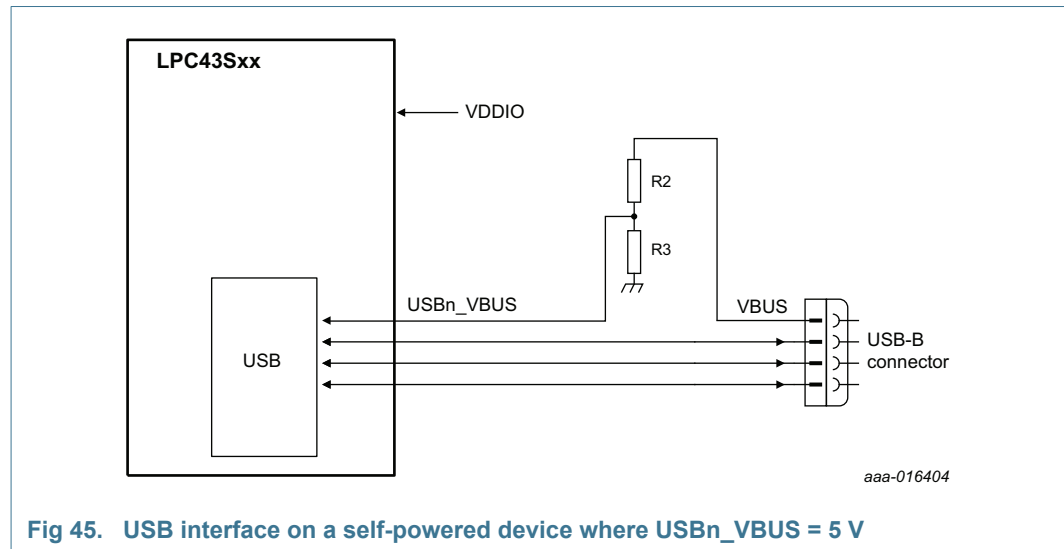 LPC43Sxx
VDDIO
R2
R3
USBn_VBUS
VBUS
USB
USB-B
connector
aaa-016404
Fig 45. USB interface on a self-powered device where USBn_VBUS = 5 V